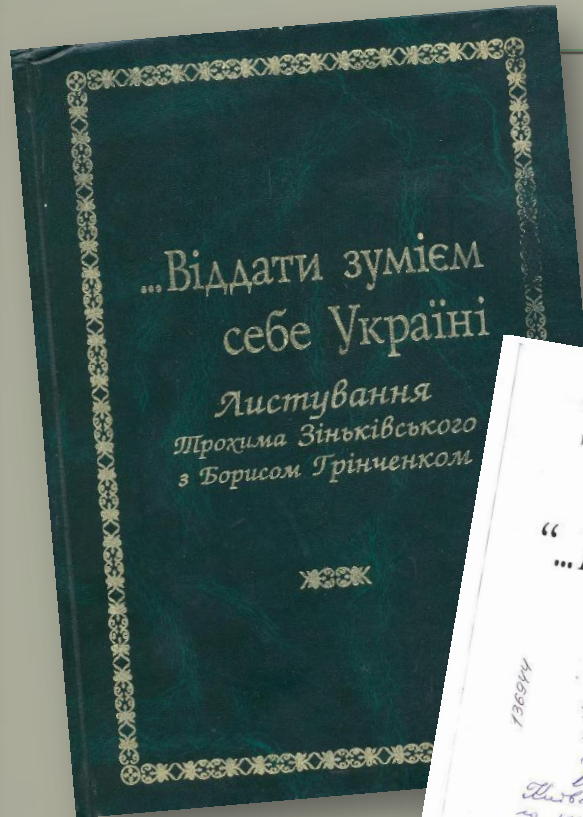 ...Віддати зумієм
себе Україні
Листування
Трохима Зіньківського
з Борисом Грінченком
“
...
136944